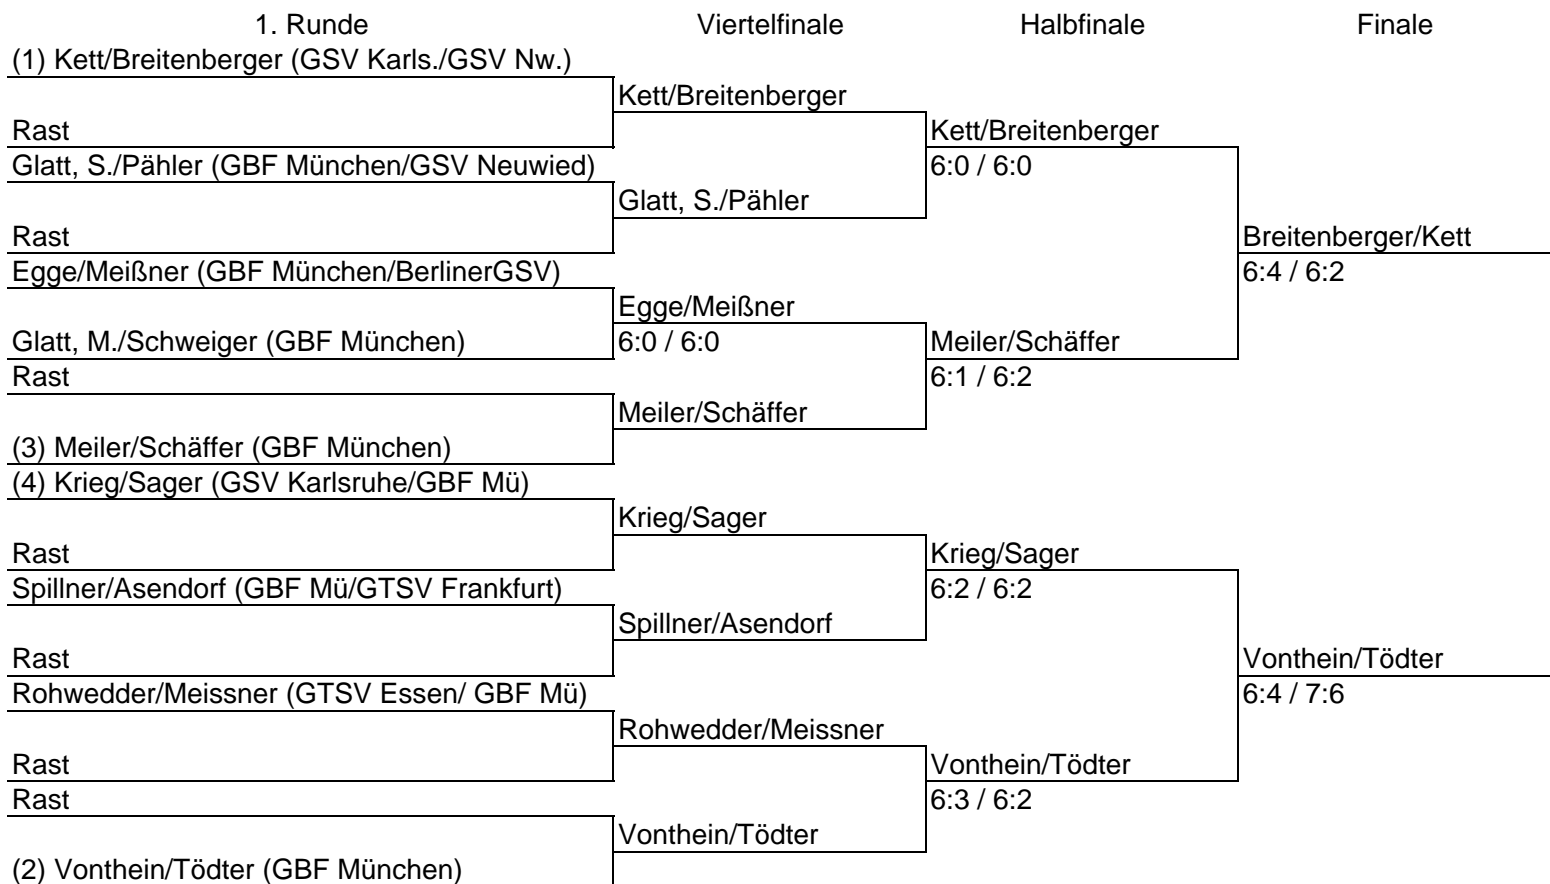 1. Runde Viertelfinale Halbfinale Finale
(1) Kett/Breitenberger (GSV Karls./GSV Nw.)
Kett/Breitenberger
Rast Kett/Breitenberger
Glatt, S./Pähler (GBF München/GSV Neuwied) 6:0 / 6:0
Glatt, S./Pähler
Rast Breitenberger/Kett
Egge/Meißner (GBF München/BerlinerGSV) 6:4 / 6:2
Egge/Meißner
Glatt, M./Schweiger (GBF München) 6:0 / 6:0 Meiler/Schäffer
Rast 6:1 / 6:2
Meiler/Schäffer
(3) Meiler/Schäffer (GBF München)
(4) Krieg/Sager (GSV Karlsruhe/GBF Mü)
Krieg/Sager
Rast Krieg/Sager
Spillner/Asendorf (GBF Mü/GTSV Frankfurt) 6:2 / 6:2
Spillner/Asendorf
Rast Vonthein/Tödter
Rohwedder/Meissner (GTSV Essen/ GBF Mü) 6:4 / 7:6
Rohwedder/Meissner
Rast Vonthein/Tödter
Rast 6:3 / 6:2
Vonthein/Tödter
(2) Vonthein/Tödter (GBF München)